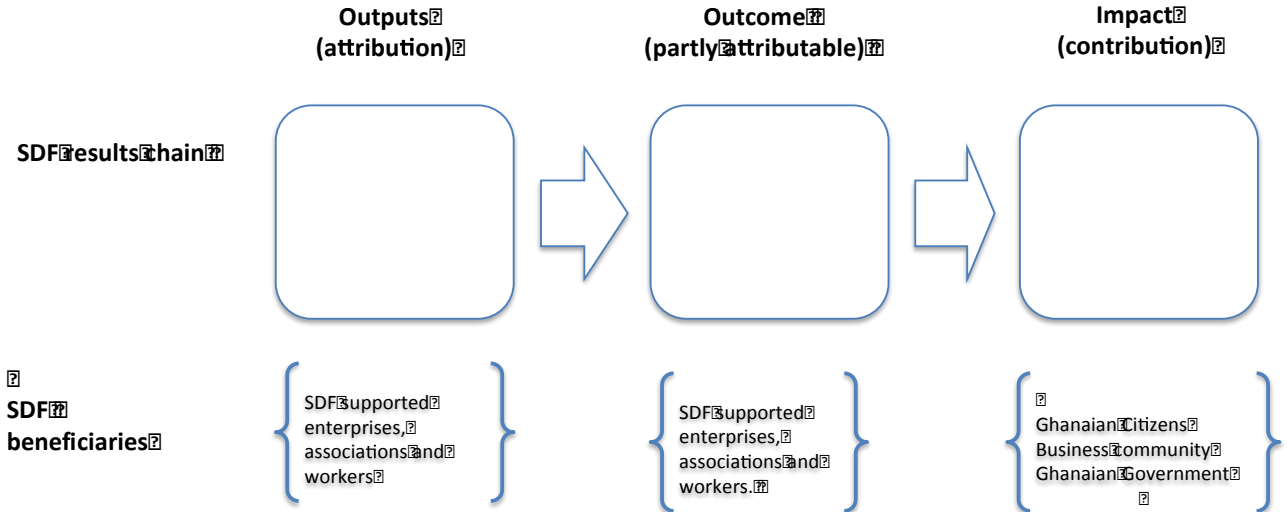 Outputs
(attribution)
Outcome
(partly attributable)
Impact
(contribution)
SDF results chain
SDF
beneficiaries
SDF supported
enterprises,
associations and
workers
SDF supported
enterprises,
associations and
workers.
Ghanaian Citizens
Business community
Ghanaian Government